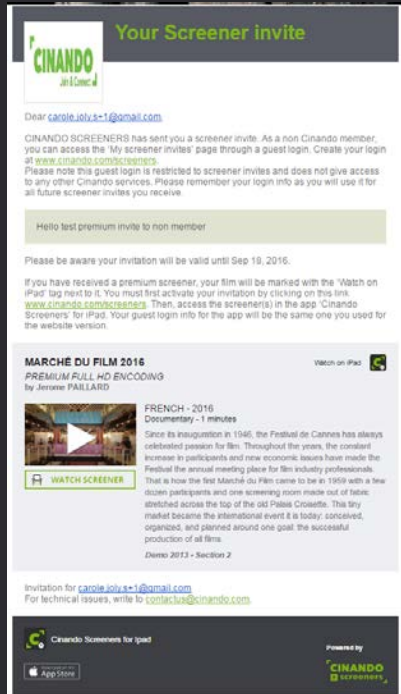 Your Screener invite
CINANDO
Join & Connect
Dear carole.joly.s+1@gmail.com,
CINANDO SCREENERS has sent you a screener invite. As a non Cinando member,
you can access the 'My screener invites' page through a guest login. Create your login
at www.cinando.com/screeners.
Please note this guest login is restricted to screener invites and does not give access
to any other Cinando services. Please remember your login info as you will use it for
all future screener invites you receive.
Hello test premium invite to non member
Please be aware your invitation will be valid until Sep 19, 2016.
If you have received a premium screener, your film will be marked with the 'Watch on
iPad' tag next to it. You must first activate your invitation by clicking on this link
www.cinando.com/screeners. Then, access the screener(s) in the app 'Cinando
Screeners' for iPad. Your guest login info for the app will be the same one you used for
the website version.
MARCHÉ DU FILM 2016
Watch on iPad
PREMIUM FULL HD ENCODING
by Jerome PAILLARD
FRENCH - 2016
Documentary - 1 minutes
Since its inauguration in 1946, the Festival de Cannes has always
celebrated passion for film. Throughout the years, the constant
increase in participants and new economic issues have made the
Festival the annual meeting place for film industry professionals.
That is how the first Marché du Film came to be in 1959 with a few
dozen participants and one screening room made out of fabric
stretched across the top of the old Palais Croisette. This tiny
market became the international event it is today: conceived,
organized, and planned around one goal: the successful
production of all films.
WATCH SCREENER
Demo 2013 - Section 2
Invitation for carole.joly.s+1@gmail.com
For technical issues, write to contactus@cinando.com.
Cinando Screeners for Ipad
Powered by
App Store
CINANDO
screeners